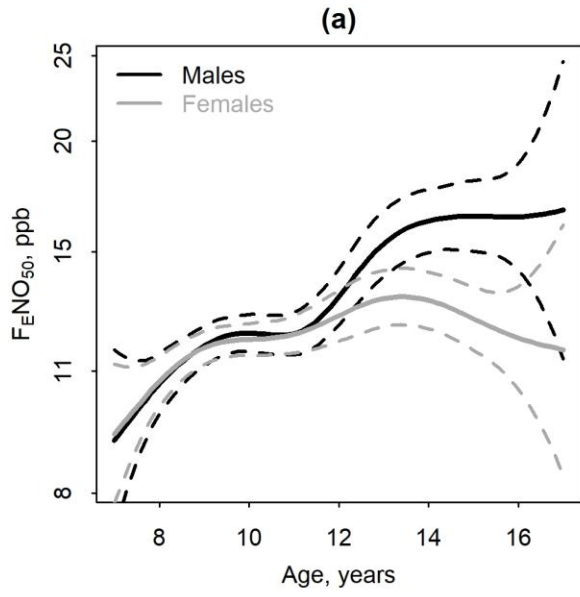 (a)
Males
Females
25
20
15
11
8
FENO50, ppb
8 10 12 14 16
Age, years